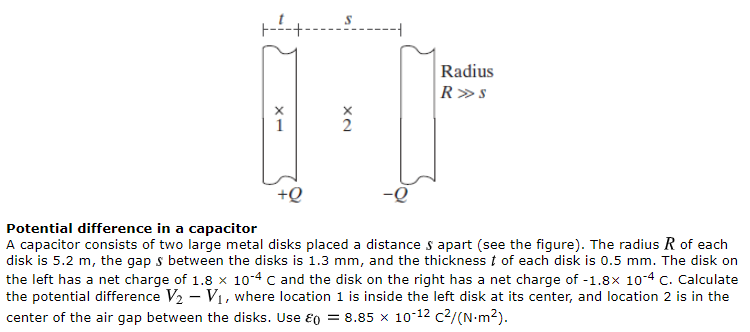 t s
Radius
R ≫ s
× ×
1 2
+Q −Q
Potential difference in a capacitor
A capacitor consists of two large metal disks placed a distance s apart (see the figure). The radius R of each
disk is 5.2 m, the gap s between the disks is 1.3 mm, and the thickness t of each disk is 0.5 mm. The disk on
the left has a net charge of 1.8 × 10⁻⁴ C and the disk on the right has a net charge of -1.8× 10⁻⁴ C. Calculate
the potential difference V₂ − V₁, where location 1 is inside the left disk at its center, and location 2 is in the
center of the air gap between the disks. Use ε₀ = 8.85 × 10⁻¹² C²/(N·m²).